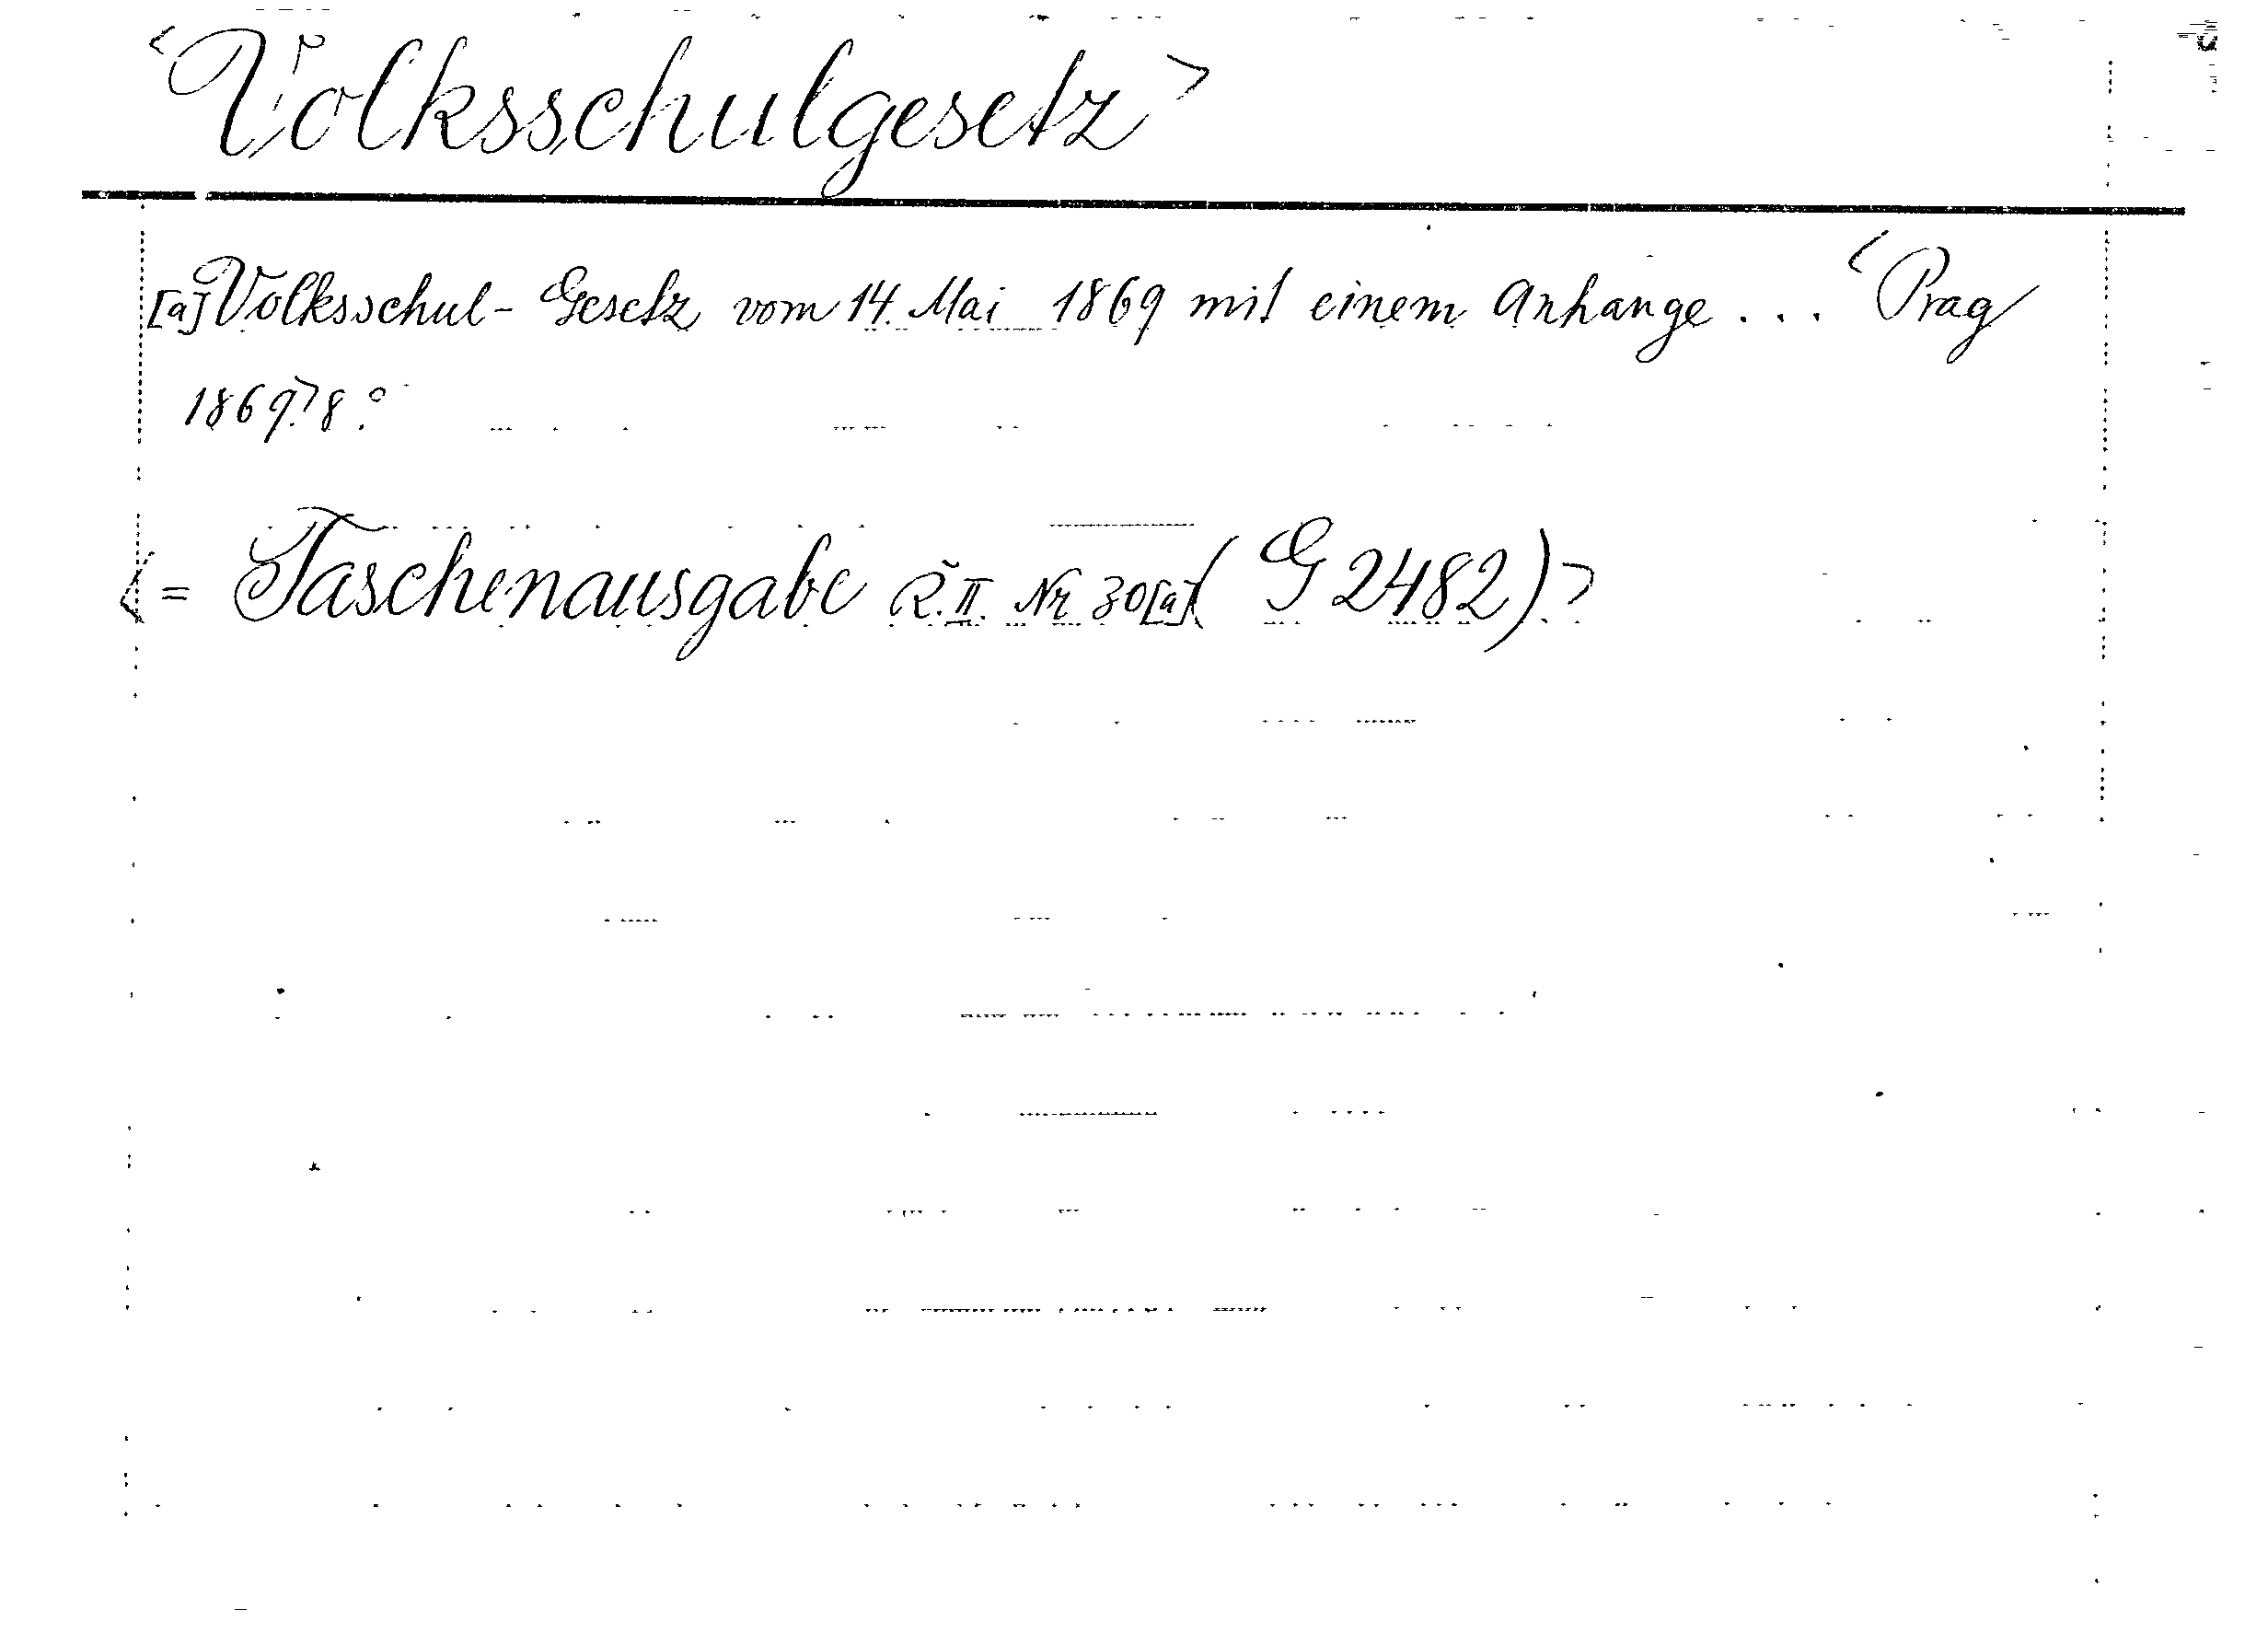 <Volksschulgesetz>
[a] Volksschul-Gesetz vom 14. Mai 1869 mit einem Anhange ... <Prag
1869> 8.°
<= Taschenausgabe R. II. Nr 30[a] (G 2482)>